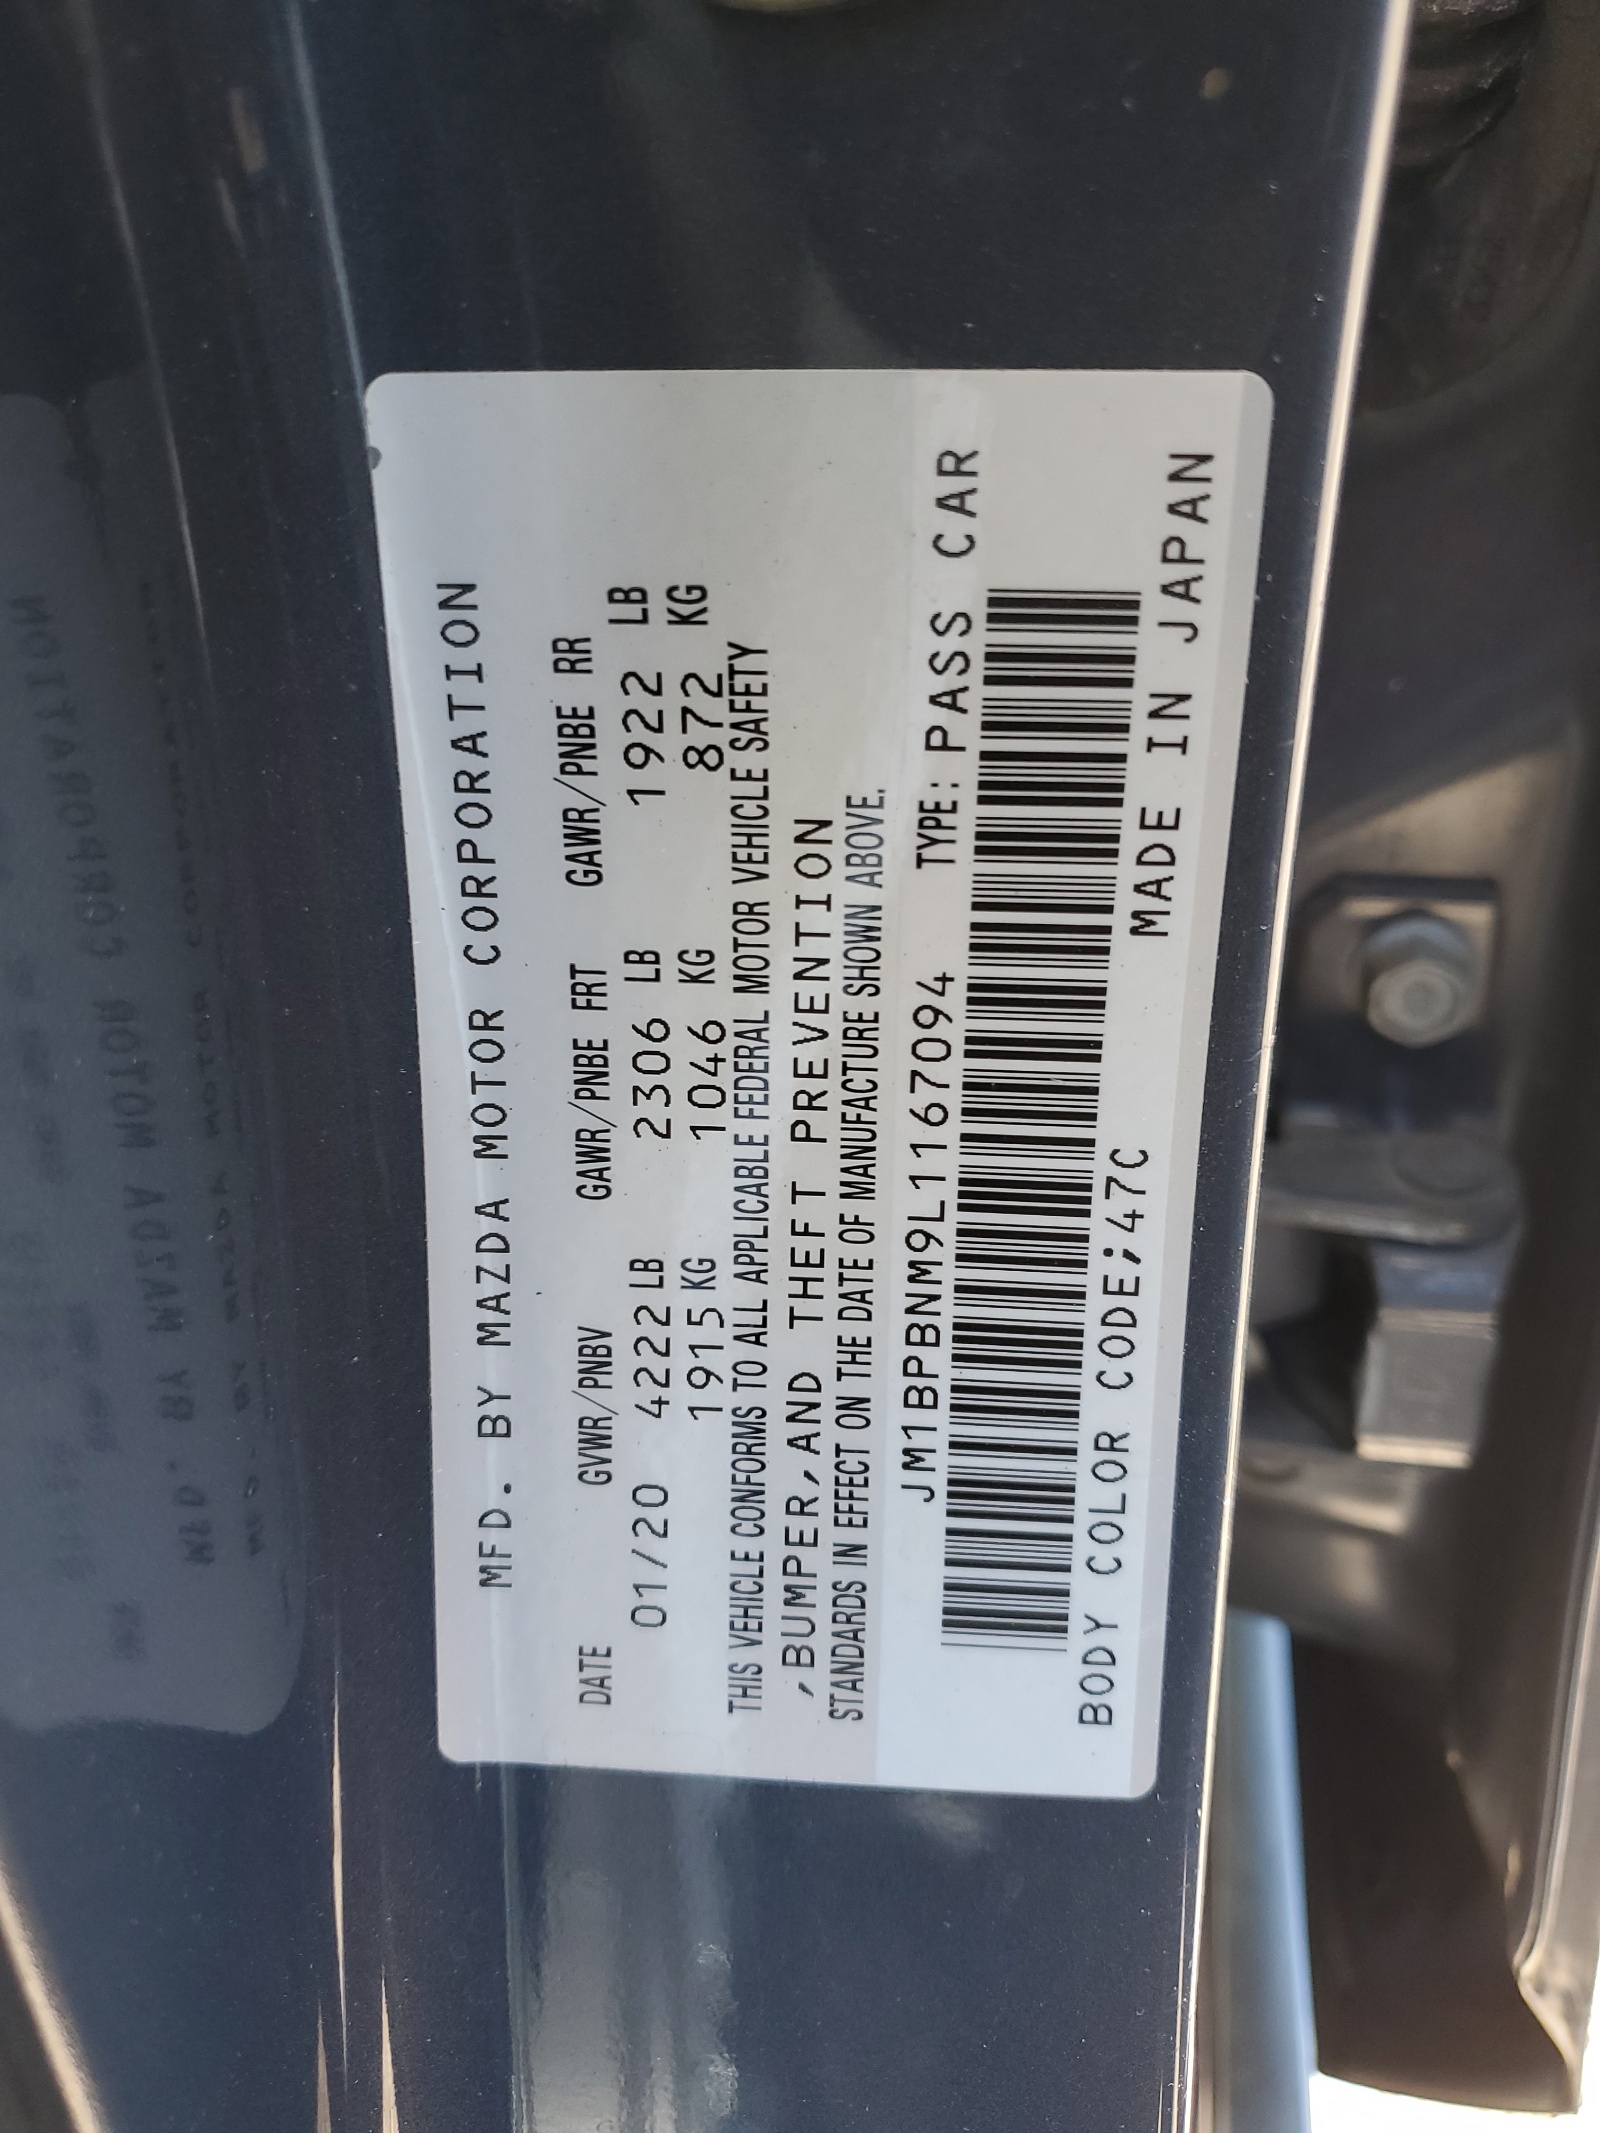 MFD. BY MAZDA MOTOR CORPORATION
DATE GVWR/PNBV GAWR/PNBE FRT GAWR/PNBE RR
01/20 4222 LB 2306 LB 1922 LB
1915 KG 1046 KG 872 KG
THIS VEHICLE CONFORMS TO ALL APPLICABLE FEDERAL MOTOR VEHICLE SAFETY
,BUMPER,AND THEFT PREVENTION
STANDARDS IN EFFECT ON THE DATE OF MANUFACTURE SHOWN ABOVE.
JM1BPBNM9L1167094 TYPE: PASS CAR
BODY COLOR CODE;47C MADE IN JAPAN